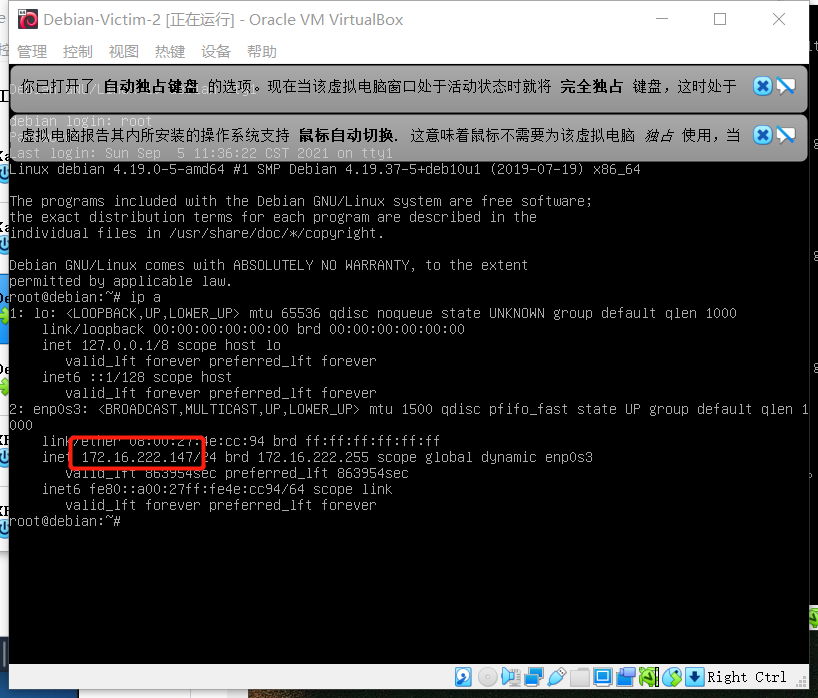 Debian-Victim-2 [正在运行] - Oracle VM VirtualBox
管理 控制 视图 热键 设备 帮助
你已打开了 自动独占键盘 的选项。现在当该虚拟电脑窗口处于活动状态时就将 完全独占 键盘，这时处于
debian login: root
虚拟电脑报告其内所安装的操作系统支持 鼠标自动切换. 这意味着鼠标不需要为该虚拟电脑 独占 使用，当
Last login: Sun Sep  5 11:36:22 CST 2021 on tty1
Linux debian 4.19.0-5-amd64 #1 SMP Debian 4.19.37-5+deb10u1 (2019-07-19) x86_64
The programs included with the Debian GNU/Linux system are free software;
the exact distribution terms for each program are described in the
individual files in /usr/share/doc/*/copyright.
Debian GNU/Linux comes with ABSOLUTELY NO WARRANTY, to the extent
permitted by applicable law.
root@debian:~# ip a
1: lo: <LOOPBACK,UP,LOWER_UP> mtu 65536 qdisc noqueue state UNKNOWN group default qlen 1000
link/loopback 00:00:00:00:00:00 brd 00:00:00:00:00:00
inet 127.0.0.1/8 scope host lo
valid_lft forever preferred_lft forever
inet6 ::1/128 scope host
valid_lft forever preferred_lft forever
2: enp0s3: <BROADCAST,MULTICAST,UP,LOWER_UP> mtu 1500 qdisc pfifo_fast state UP group default qlen 1
000
link/ether 08:00:27:4e:cc:94 brd ff:ff:ff:ff:ff:ff
inet 172.16.222.147/24 brd 172.16.222.255 scope global dynamic enp0s3
valid_lft 863954sec preferred_lft 863954sec
inet6 fe80::a00:27ff:fe4e:cc94/64 scope link
valid_lft forever preferred_lft forever
root@debian:~#
Right Ctrl